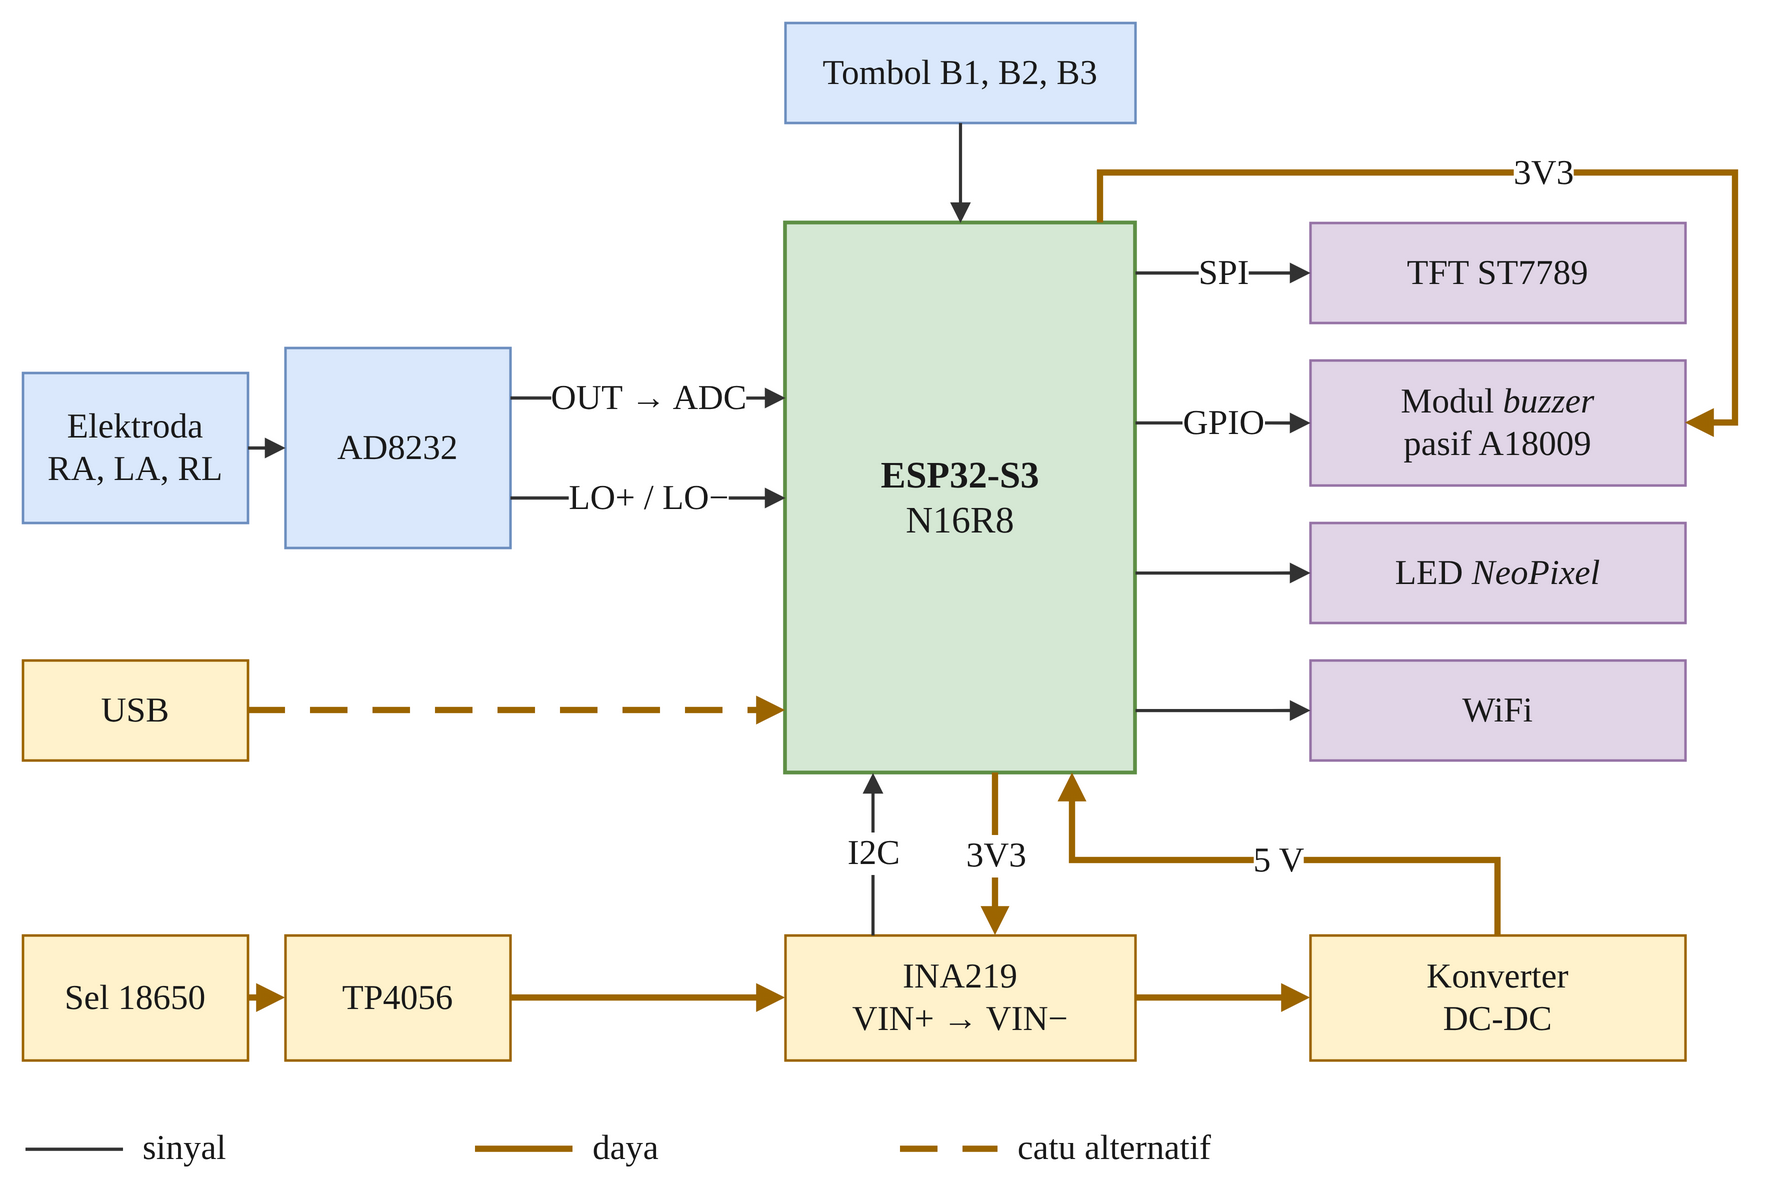 Tombol B1, B2, B3
3V3
SPI
TFT ST7789
Elektroda
RA, LA, RL
AD8232
OUT → ADC
LO+ / LO−
ESP32-S3
N16R8
GPIO
Modul buzzer
pasif A18009
LED NeoPixel
USB
WiFi
I2C
3V3
5 V
Sel 18650
TP4056
INA219
VIN+ → VIN−
Konverter
DC-DC
sinyal
daya
catu alternatif